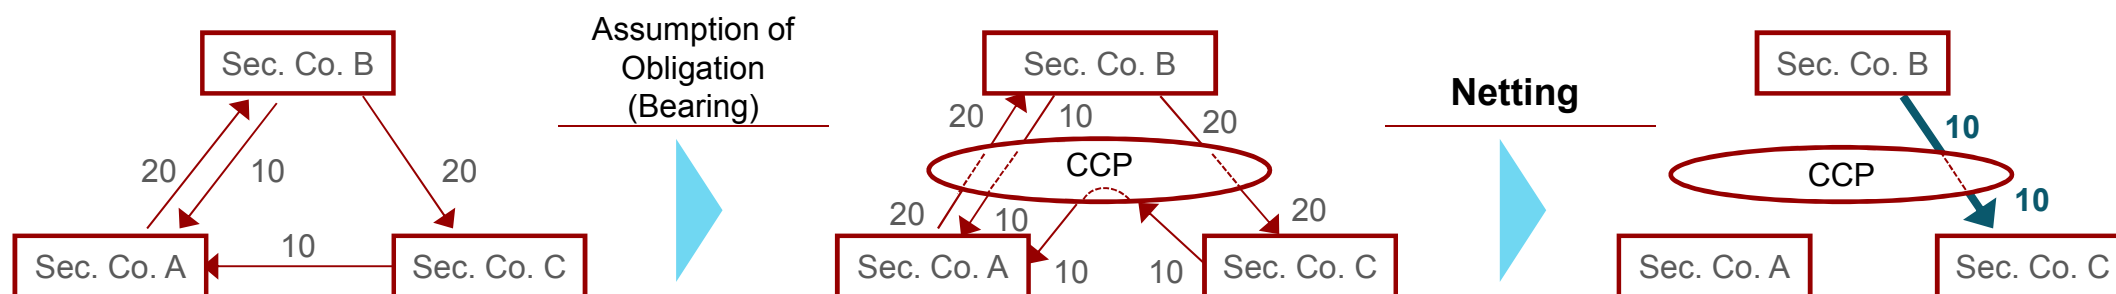 Sec. Co. B
20
10
20
10
Sec. Co. A
Sec. Co. C
Assumption of
Obligation
(Bearing)
Sec. Co. B
20
10
20
CCP
20
10
20
10
10
Sec. Co. A
Sec. Co. C
Netting
Sec. Co. B
10
CCP
10
Sec. Co. A
Sec. Co. C